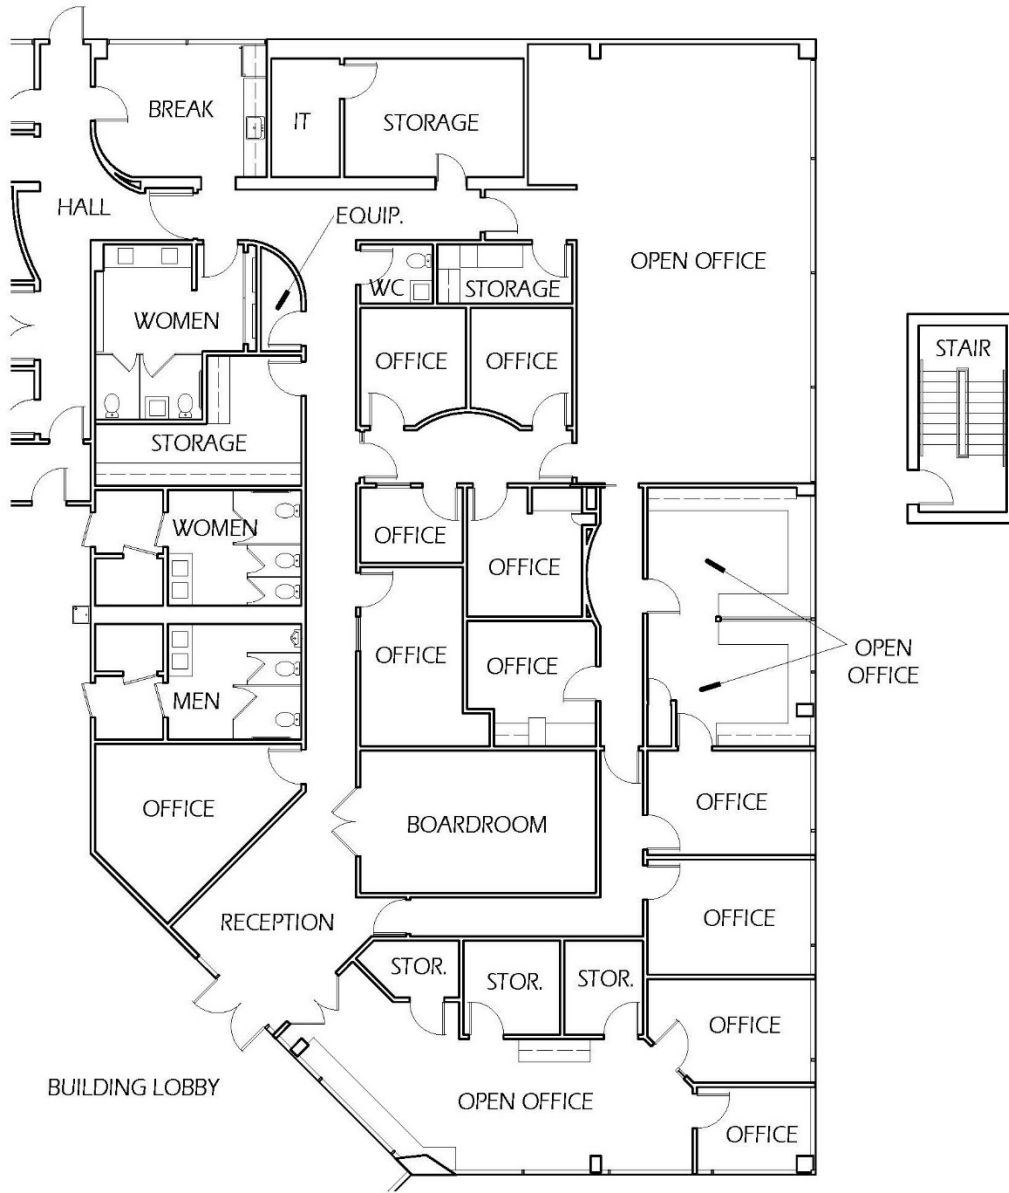 BREAK
IT
STORAGE
HALL
EQUIP.
OPEN OFFICE
WC
STORAGE
WOMEN
STAIR
OFFICE
OFFICE
STORAGE
WOMEN
OFFICE
OFFICE
OFFICE
OFFICE
OPEN
OFFICE
MEN
OFFICE
OFFICE
BOARDROOM
OFFICE
RECEPTION
STOR.
STOR.
STOR.
OFFICE
OFFICE
BUILDING LOBBY
OPEN OFFICE
OFFICE